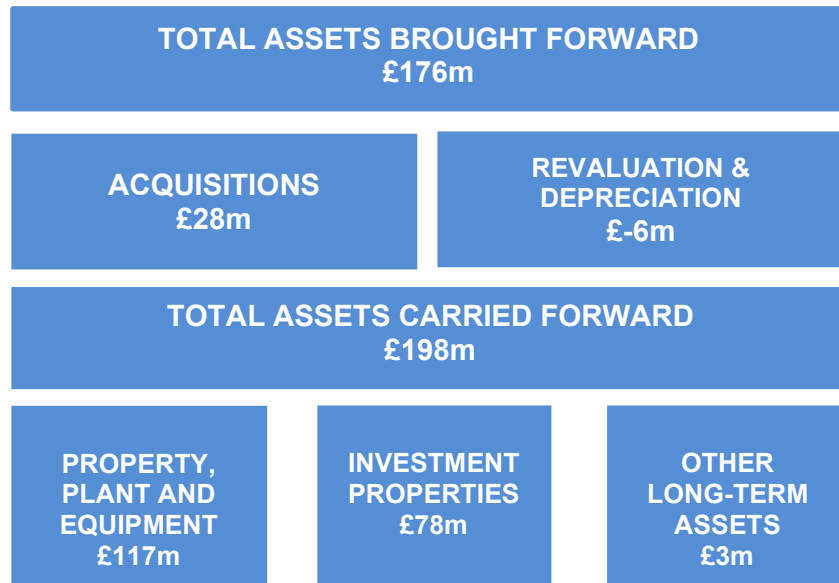 TOTAL ASSETS BROUGHT FORWARD
£176m
ACQUISITIONS
£28m
REVALUATION &
DEPRECIATION
£-6m
TOTAL ASSETS CARRIED FORWARD
£198m
PROPERTY,
PLANT AND
EQUIPMENT
£117m
INVESTMENT
PROPERTIES
£78m
OTHER
LONG-TERM
ASSETS
£3m